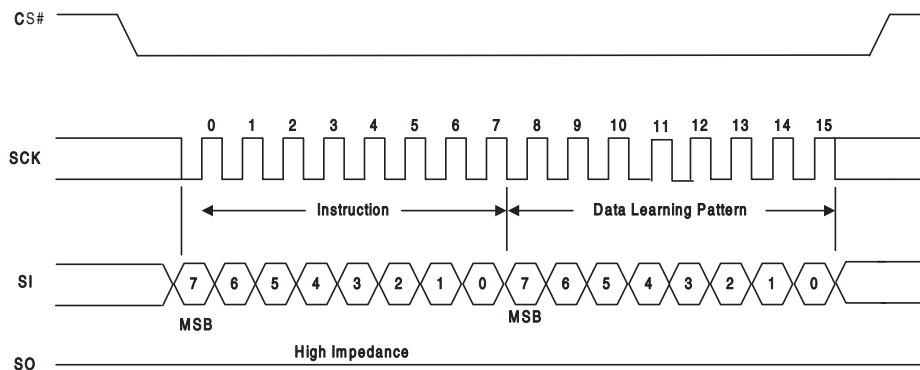 CS#
0 1 2 3 4 5 6 7 8 9 10 11 12 13 14 15
SCK
Instruction Data Learning Pattern
SI 7 6 5 4 3 2 1 0 7 6 5 4 3 2 1 0
MSB MSB
High Impedance
SO